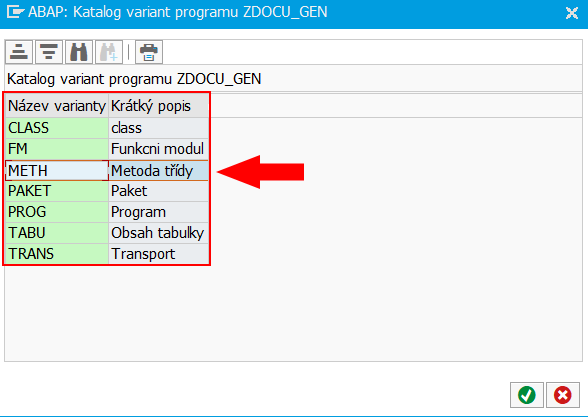 ABAP: Katalog variant programu ZDOCU_GEN
Katalog variant programu ZDOCU_GEN
Název varianty Krátký popis
CLASS class
FM Funkcni modul
METH Metoda třídy
PAKET Paket
PROG Program
TABU Obsah tabulky
TRANS Transport